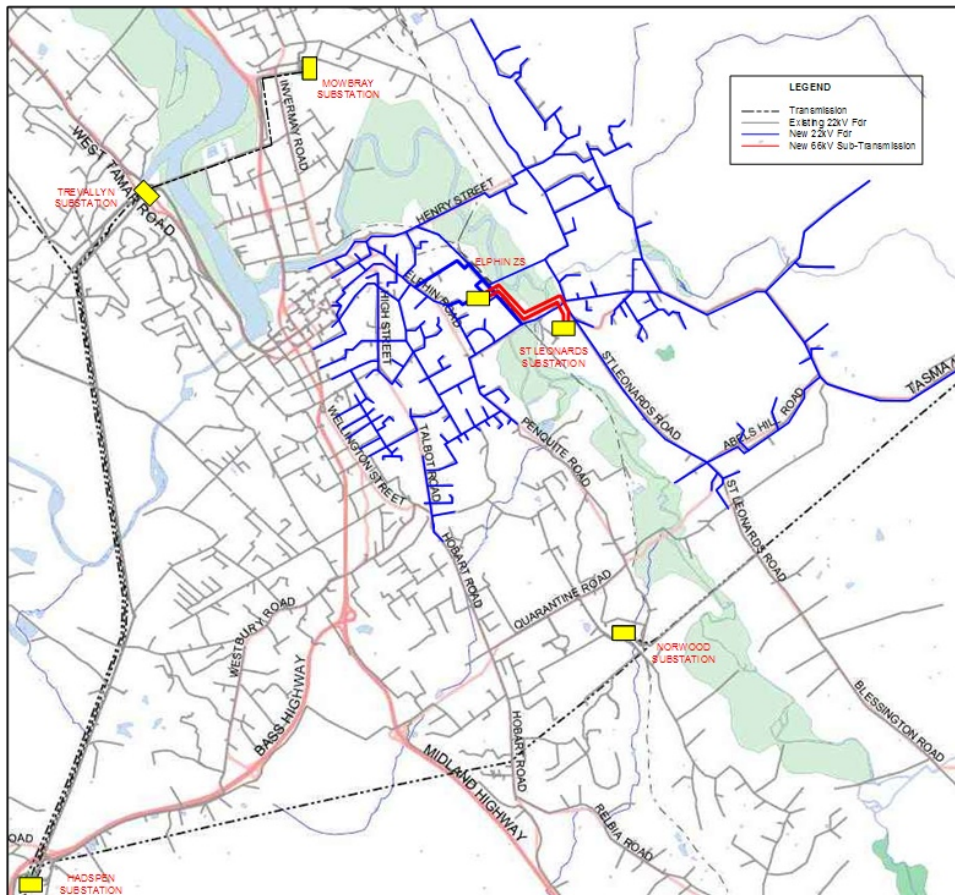 MOWBRAY
SUBSTATION
INVERMAY ROAD
LEGEND
Transmission
Existing 22kV Fdr
New 22kV Fdr
New 66kV Sub-Transmission
WEST TAMAR ROAD
TREVALLYN
SUBSTATION
HENRY STREET
ELPHIN ZS
ELPHIN ROAD
HIGH STREET
ST LEONARDS
SUBSTATION
ST LEONARDS ROAD
TASMAN
ABELS HILL ROAD
WELLINGTON STREET
TALBOT ROAD
PENQUITE ROAD
ST LEONARDS ROAD
HOBART ROAD
QUARANTINE ROAD
WESTBURY ROAD
NORWOOD
SUBSTATION
BASS HIGHWAY
BLESSINGTON ROAD
HOBART ROAD
MIDLAND HIGHWAY
RELBIA ROAD
OAD
HADSPEN
SUBSTATION